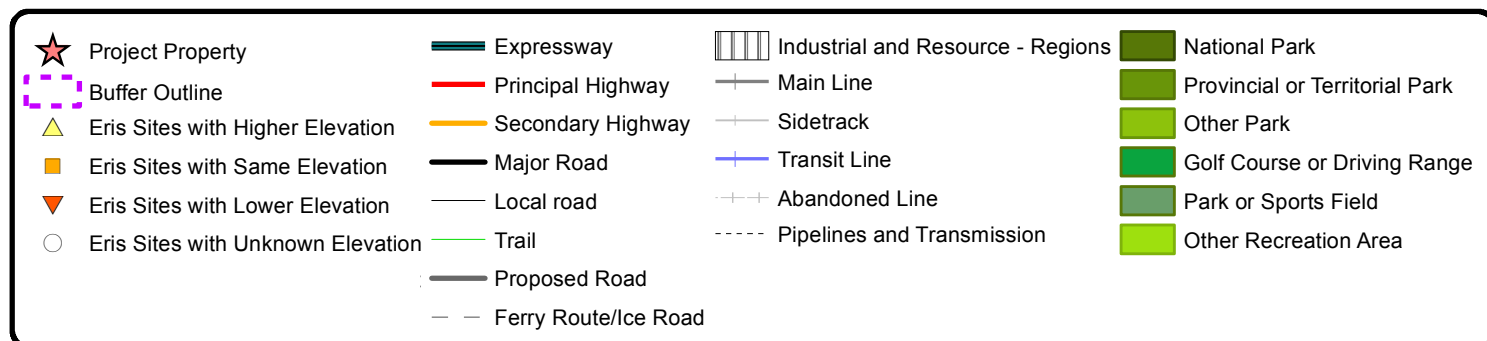 Project Property
Buffer Outline
Eris Sites with Higher Elevation
Eris Sites with Same Elevation
Eris Sites with Lower Elevation
Eris Sites with Unknown Elevation
Expressway
Principal Highway
Secondary Highway
Major Road
Local road
Trail
Proposed Road
Ferry Route/Ice Road
Industrial and Resource - Regions
Main Line
Sidetrack
Transit Line
Abandoned Line
Pipelines and Transmission
National Park
Provincial or Territorial Park
Other Park
Golf Course or Driving Range
Park or Sports Field
Other Recreation Area